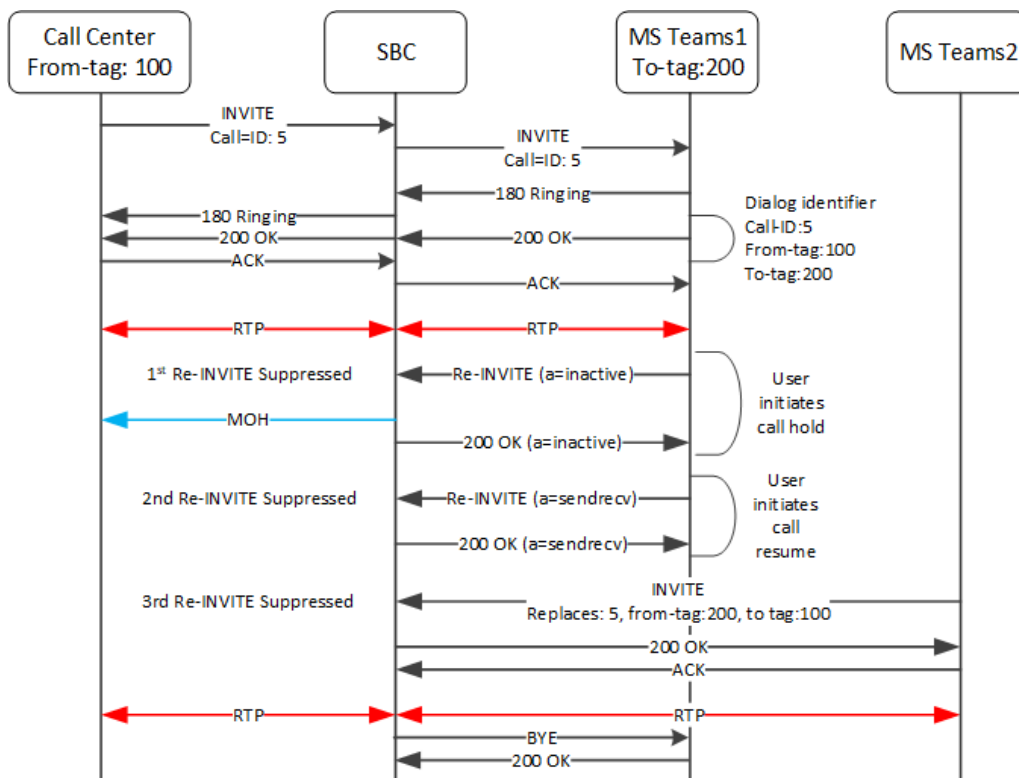 Call Center
From-tag: 100
SBC
MS Teams1
To-tag:200
MS Teams2
INVITE
Call=ID: 5
INVITE
Call=ID: 5
180 Ringing
180 Ringing
200 OK
200 OK
Dialog identifier
Call-ID:5
From-tag:100
To-tag:200
ACK
ACK
RTP
RTP
1st Re-INVITE Suppressed
Re-INVITE (a=inactive)
User
initiates
call hold
MOH
200 OK (a=inactive)
2nd Re-INVITE Suppressed
Re-INVITE (a=sendrecv)
User
initiates
call
resume
200 OK (a=sendrecv)
3rd Re-INVITE Suppressed
INVITE
Replaces: 5, from-tag:200, to tag:100
200 OK
ACK
RTP
RTP
BYE
200 OK